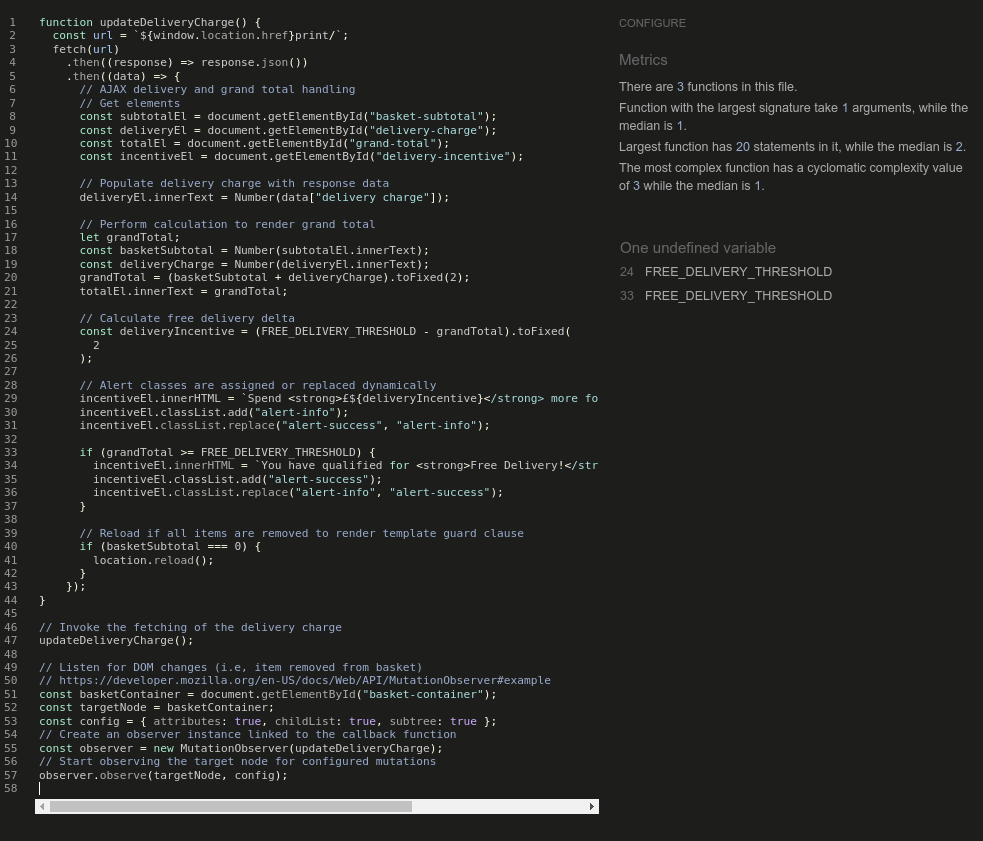 1 function updateDeliveryCharge() {
2 const url = `${window.location.href}print/`;
3 fetch(url)
4 .then((response) => response.json())
5 .then((data) => {
6 // AJAX delivery and grand total handling
7 // Get elements
8 const subtotalEl = document.getElementById("basket-subtotal");
9 const deliveryEl = document.getElementById("delivery-charge");
10 const totalEl = document.getElementById("grand-total");
11 const incentiveEl = document.getElementById("delivery-incentive");
12
13 // Populate delivery charge with response data
14 deliveryEl.innerText = Number(data["delivery charge"]);
15
16 // Perform calculation to render grand total
17 let grandTotal;
18 const basketSubtotal = Number(subtotalEl.innerText);
19 const deliveryCharge = Number(deliveryEl.innerText);
20 grandTotal = (basketSubtotal + deliveryCharge).toFixed(2);
21 totalEl.innerText = grandTotal;
22
23 // Calculate free delivery delta
24 const deliveryIncentive = (FREE_DELIVERY_THRESHOLD - grandTotal).toFixed(
25 2
26 );
27
28 // Alert classes are assigned or replaced dynamically
29 incentiveEl.innerHTML = `Spend <strong>£${deliveryIncentive}</strong> more fo
30 incentiveEl.classList.add("alert-info");
31 incentiveEl.classList.replace("alert-success", "alert-info");
32
33 if (grandTotal >= FREE_DELIVERY_THRESHOLD) {
34 incentiveEl.innerHTML = `You have qualified for <strong>Free Delivery!</str
35 incentiveEl.classList.add("alert-success");
36 incentiveEl.classList.replace("alert-info", "alert-success");
37 }
38
39 // Reload if all items are removed to render template guard clause
40 if (basketSubtotal === 0) {
41 location.reload();
42 }
43 });
44 }
45
46 // Invoke the fetching of the delivery charge
47 updateDeliveryCharge();
48
49 // Listen for DOM changes (i.e, item removed from basket)
50 // https://developer.mozilla.org/en-US/docs/Web/API/MutationObserver#example
51 const basketContainer = document.getElementById("basket-container");
52 const targetNode = basketContainer;
53 const config = { attributes: true, childList: true, subtree: true };
54 // Create an observer instance linked to the callback function
55 const observer = new MutationObserver(updateDeliveryCharge);
56 // Start observing the target node for configured mutations
57 observer.observe(targetNode, config);
58
CONFIGURE
Metrics
There are 3 functions in this file.
Function with the largest signature take 1 arguments, while the
median is 1.
Largest function has 20 statements in it, while the median is 2.
The most complex function has a cyclomatic complexity value
of 3 while the median is 1.
One undefined variable
24 FREE_DELIVERY_THRESHOLD
33 FREE_DELIVERY_THRESHOLD